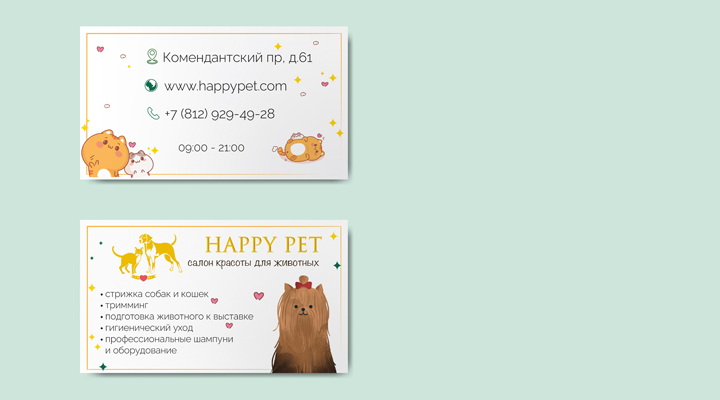 Комендантский пр, д.61
www.happypet.com
+7 (812) 929-49-28
09:00 - 21:00
HAPPY PET
салон красоты для животных
• стрижка собак и кошек
• тримминг
• подготовка животного к выставке
• гигиенический уход
• профессиональные шампуни
и оборудование